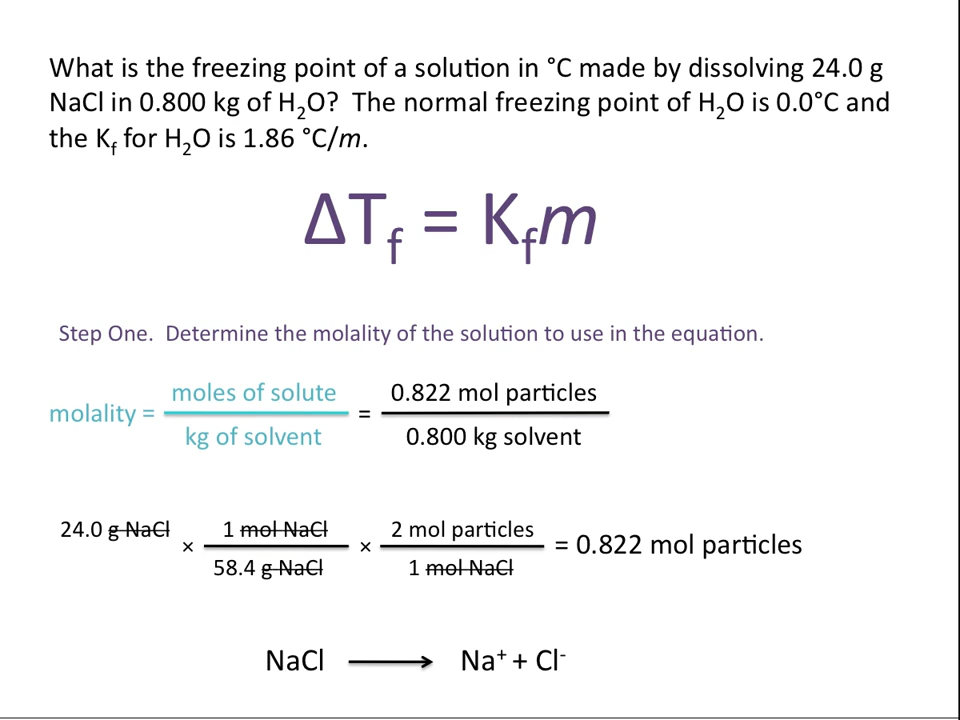 What is the freezing point of a solution in °C made by dissolving 24.0 g
NaCl in 0.800 kg of H₂O? The normal freezing point of H₂O is 0.0°C and
the Kf for H₂O is 1.86 °C/m.
ΔTf = Kfm
Step One. Determine the molality of the solution to use in the equation.
molality = moles of solute / kg of solvent = 0.822 mol particles / 0.800 kg solvent
24.0 g NaCl × 1 mol NaCl / 58.4 g NaCl × 2 mol particles / 1 mol NaCl = 0.822 mol particles
NaCl ⟶ Na⁺ + Cl⁻